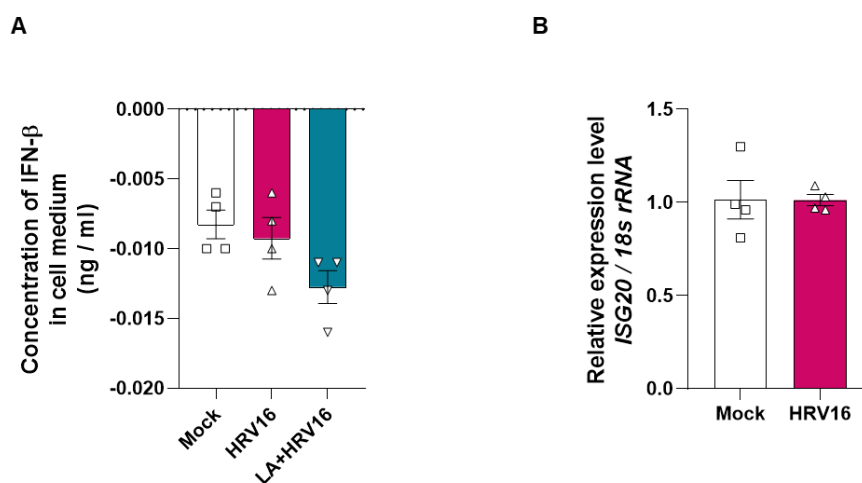 A
Concentration of IFN-β
in cell medium
(ng / ml)
0.000
-0.005
-0.010
-0.015
-0.020
Mock
HRV16
LA+HRV16
B
Relative expression level
ISG20 / 18s rRNA
1.5
1.0
0.5
0.0
Mock
HRV16